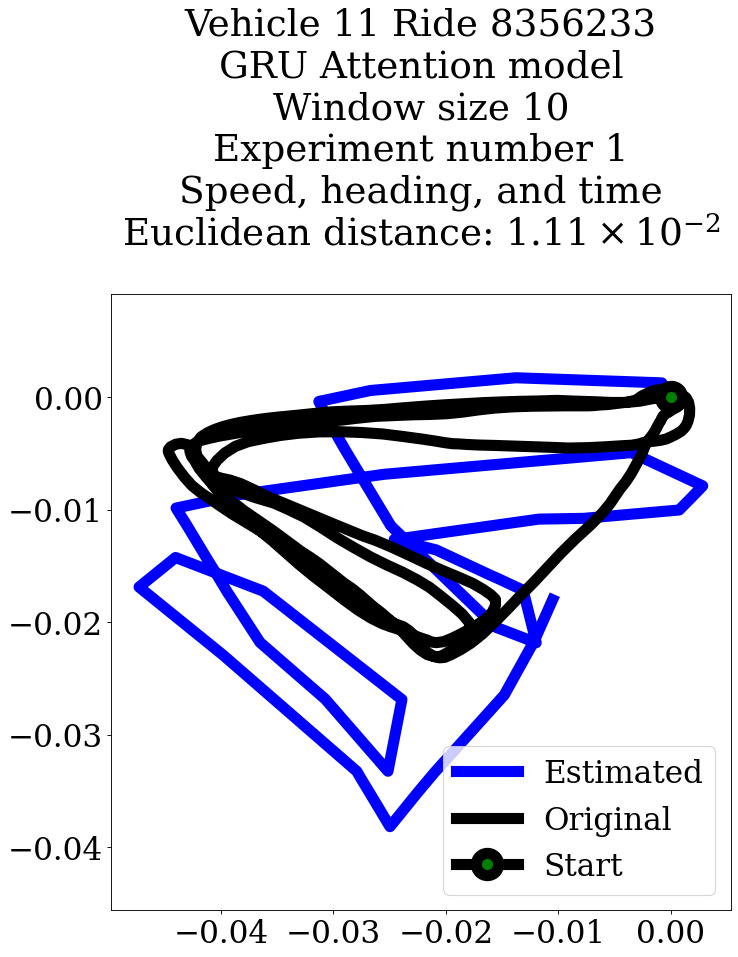 Vehicle 11 Ride 8356233
GRU Attention model
Window size 10
Experiment number 1
Speed, heading, and time
Euclidean distance: 1.11 × 10⁻²
0.00
−0.01
−0.02
−0.03
−0.04
Estimated
Original
Start
−0.04 −0.03 −0.02 −0.01 0.00